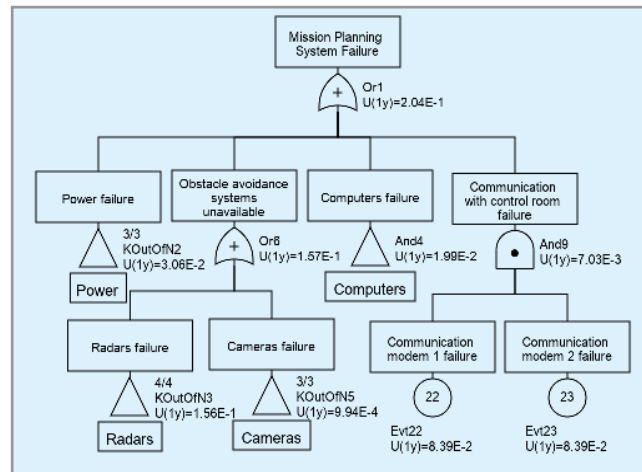 Mission Planning
System Failure
+
Or1
U(1y)=2.04E-1
Power failure
3/3
KOutOfN2
U(1y)=3.06E-2
Power
Obstacle avoidance
systems
unavailable
+
Or6
U(1y)=1.57E-1
Computers failure
And4
U(1y)=1.99E-2
Computers
Communication
with control room
failure
And9
U(1y)=7.03E-3
Radars failure
4/4
KOutOfN3
U(1y)=1.56E-1
Radars
Cameras failure
3/3
KOutOfN5
U(1y)=9.94E-4
Cameras
Communication
modem 1 failure
22
Evt22
U(1y)=8.39E-2
Communication
modem 2 failure
23
Evt23
U(1y)=8.39E-2